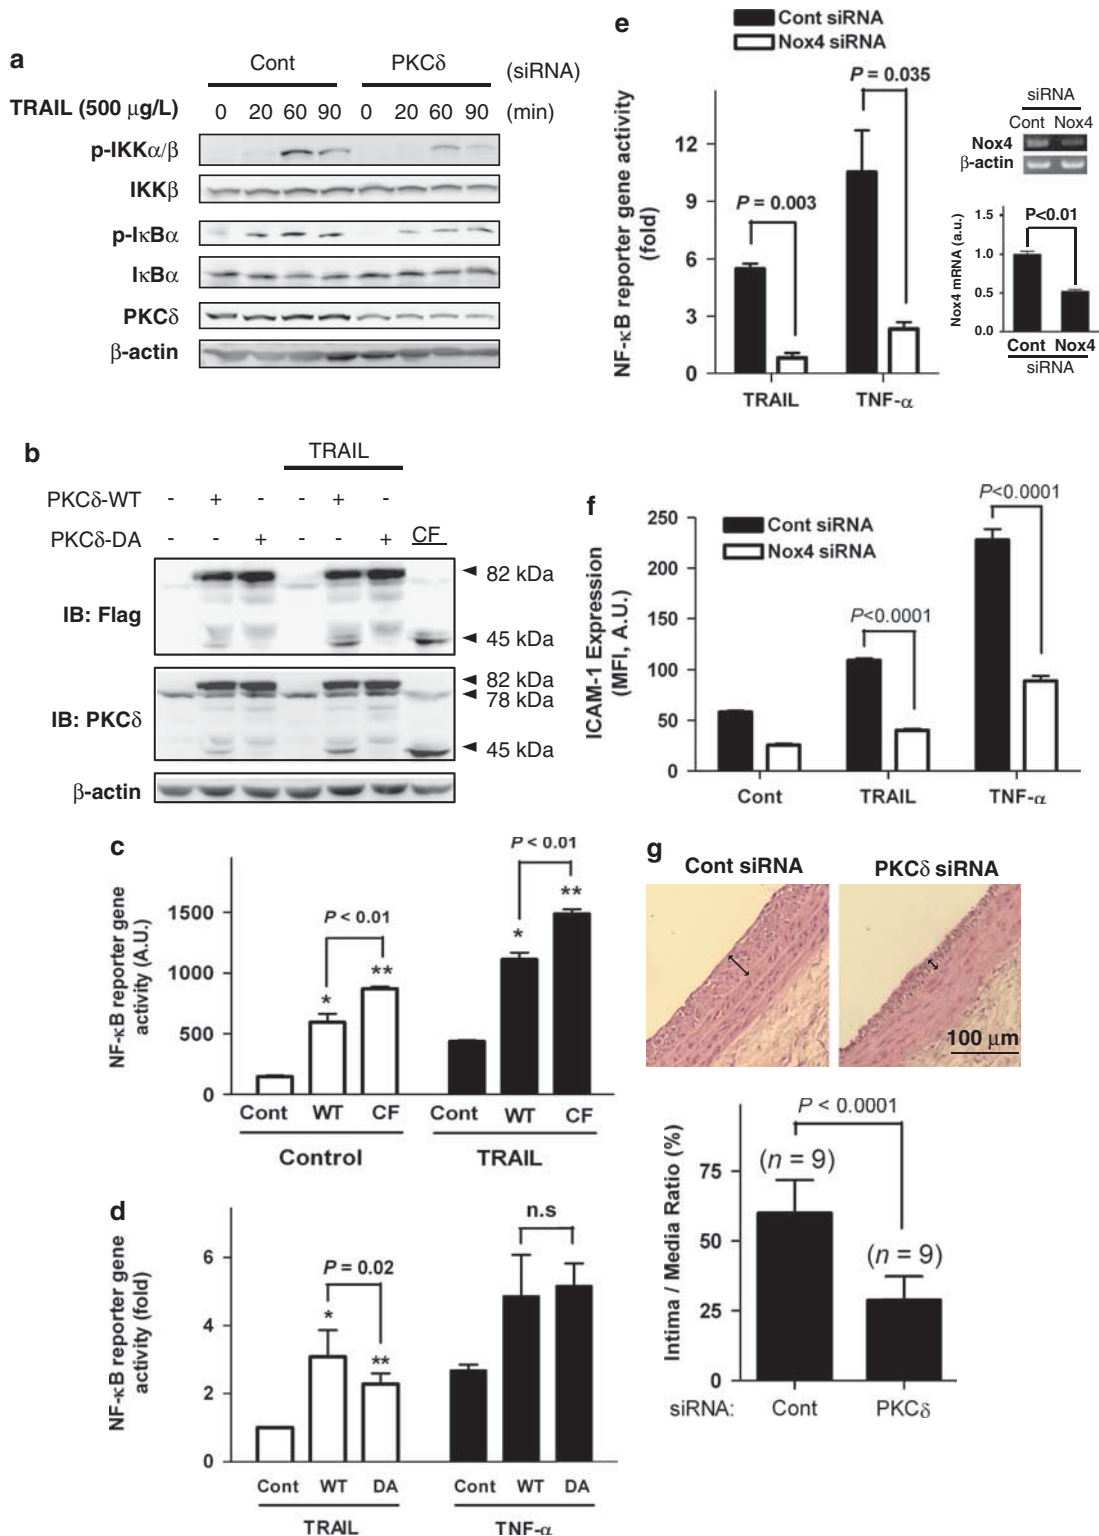 a
Cont PKCδ (siRNA)
TRAIL (500 μg/L) 0 20 60 90 0 20 60 90 (min)
p-IKKα/β
IKKβ
p-IκBα
IκBα
PKCδ
β-actin
b
TRAIL
PKCδ-WT - + - - + -
PKCδ-DA - - + - - + CF
IB: Flag
82 kDa
45 kDa
IB: PKCδ
82 kDa
78 kDa
45 kDa
β-actin
c
NF-κB reporter gene
activity (A.U.)
1500
1000
500
0
P < 0.01
P < 0.01
* ** * **
Cont WT CF Cont WT CF
Control TRAIL
d
NF-κB reporter gene
activity (fold)
6
4
2
0
P = 0.02
n.s
* **
Cont WT DA Cont WT DA
TRAIL TNF-α
e
Cont siRNA
Nox4 siRNA
NF-κB reporter gene activity
(fold)
12
9
6
3
0
P = 0.003
P = 0.035
TRAIL TNF-α
siRNA
Cont Nox4
Nox4
β-actin
Nox4 mRNA (a.u.)
1.5
1.0
0.5
0.0
P<0.01
Cont Nox4
siRNA
f
Cont siRNA
Nox4 siRNA
ICAM-1 Expression
(MFI, A.U.)
250
200
150
100
50
0
P<0.0001
P<0.0001
Cont TRAIL TNF-α
g
Cont siRNA PKCδ siRNA
100 μm
Intima / Media Ratio (%)
75
50
25
0
P < 0.0001
(n = 9)
(n = 9)
siRNA: Cont PKCδ